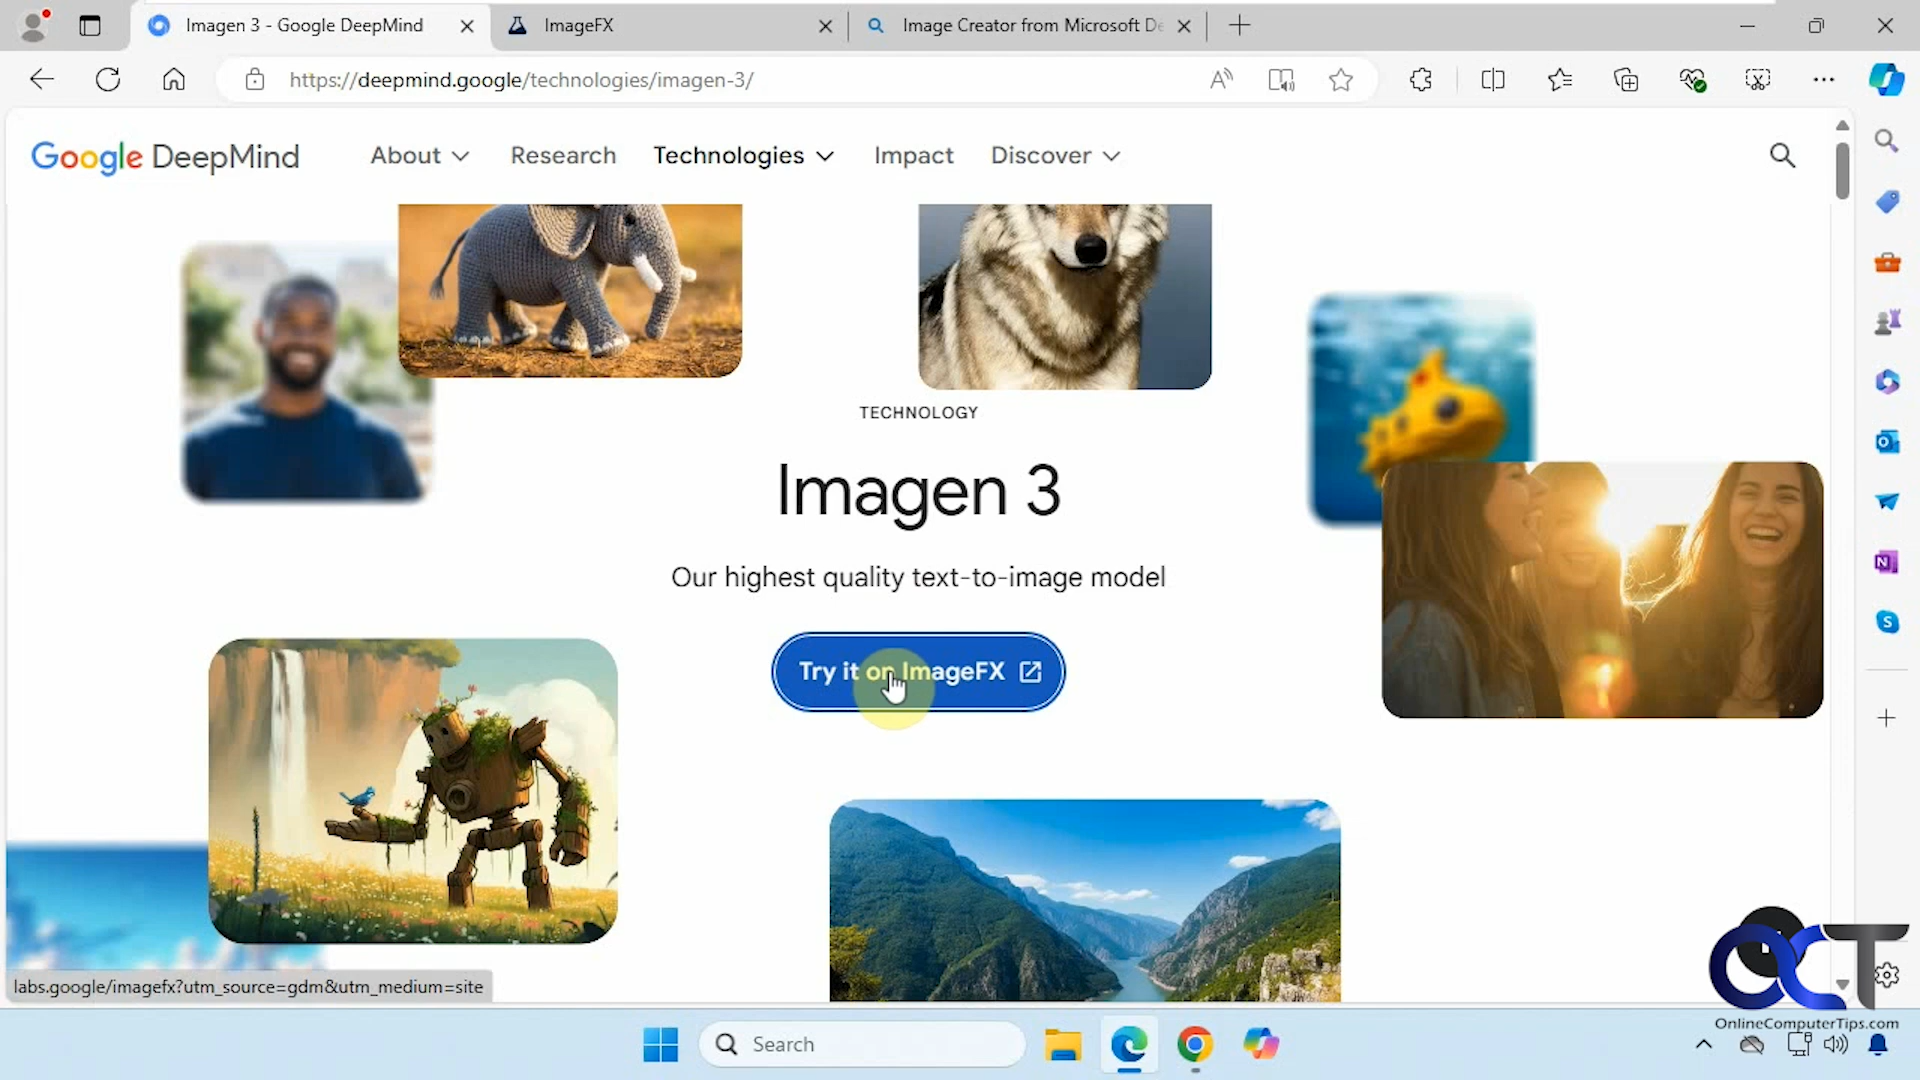 Imagen 3 - Google DeepMind
ImageFX
Image Creator from Microsoft De
https://deepmind.google/technologies/imagen-3/
Google DeepMind
About
Research
Technologies
Impact
Discover
TECHNOLOGY
Imagen 3
Our highest quality text-to-image model
Try it on ImageFX
labs.google/imagefx?utm_source=gdm&utm_medium=site
OCT
OnlineComputerTips.com
Search